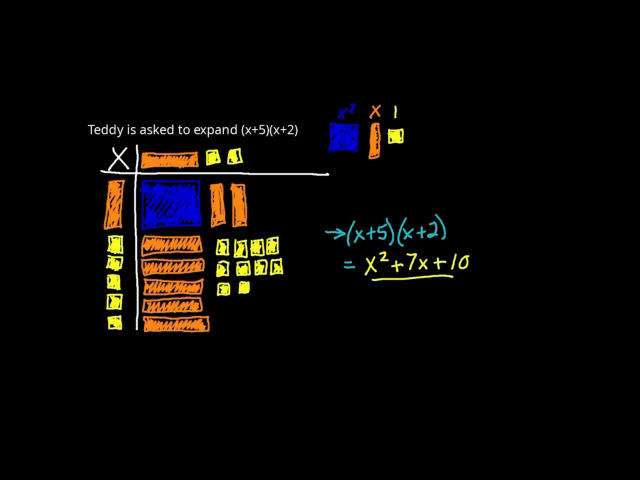 x² x 1
Teddy is asked to expand (x+5)(x+2)
X
→(x+5)(x+2)
= x²+7x+10